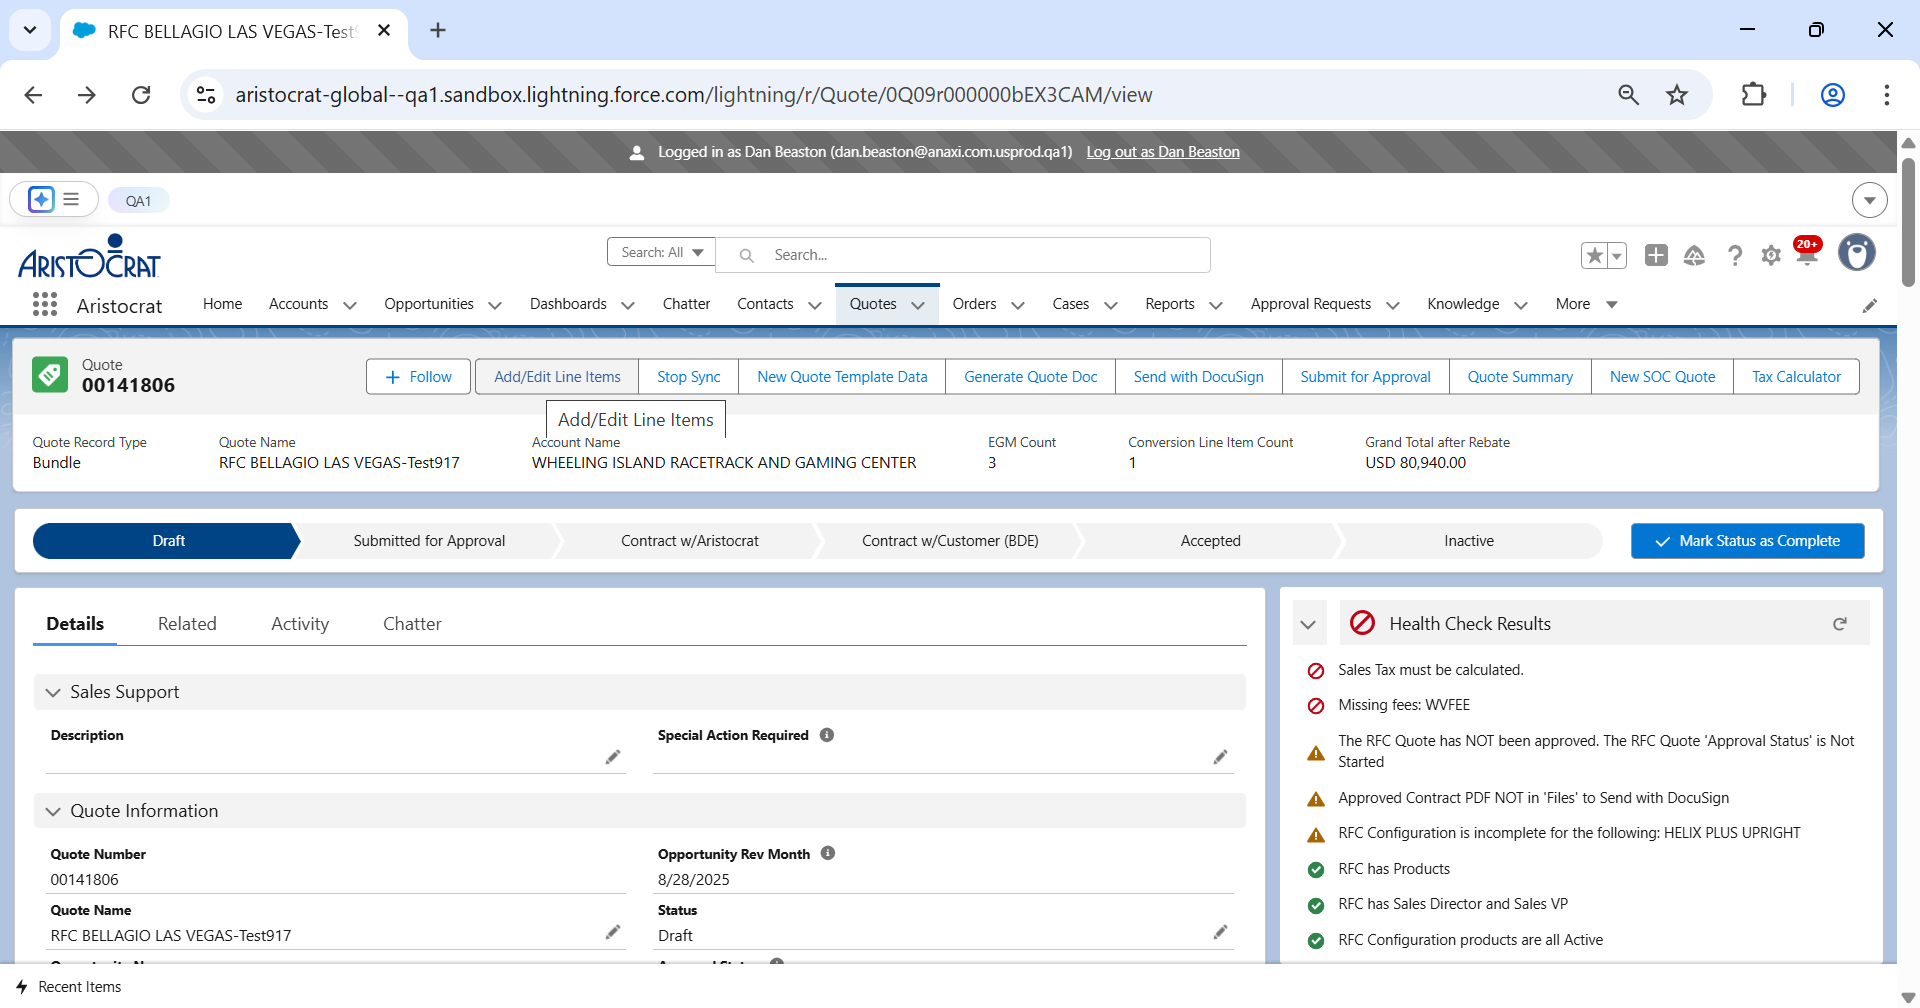 RFC BELLAGIO LAS VEGAS-Test
aristocrat-global--qa1.sandbox.lightning.force.com/lightning/r/Quote/0Q09r000000bEX3CAM/view
Logged in as Dan Beaston (dan.beaston@anaxi.com.usprod.qa1) Log out as Dan Beaston
QA1
ARISTOCRAT
Search: All
Search...
20+
Aristocrat Home Accounts Opportunities Dashboards Chatter Contacts Quotes Orders Cases Reports Approval Requests Knowledge More
Quote
00141806
Follow Add/Edit Line Items Stop Sync New Quote Template Data Generate Quote Doc Send with DocuSign Submit for Approval Quote Summary New SOC Quote Tax Calculator
Add/Edit Line Items
Quote Record Type Quote Name Account Name EGM Count Conversion Line Item Count Grand Total after Rebate
Bundle RFC BELLAGIO LAS VEGAS-Test917 WHEELING ISLAND RACETRACK AND GAMING CENTER 3 1 USD 80,940.00
Draft Submitted for Approval Contract w/Aristocrat Contract w/Customer (BDE) Accepted Inactive Mark Status as Complete
Details Related Activity Chatter
Sales Support
Description Special Action Required
Quote Information
Quote Number Opportunity Rev Month
00141806 8/28/2025
Quote Name Status
RFC BELLAGIO LAS VEGAS-Test917 Draft
Health Check Results
Sales Tax must be calculated.
Missing fees: WVFEE
The RFC Quote has NOT been approved. The RFC Quote 'Approval Status' is Not
Started
Approved Contract PDF NOT in 'Files' to Send with DocuSign
RFC Configuration is incomplete for the following: HELIX PLUS UPRIGHT
RFC has Products
RFC has Sales Director and Sales VP
RFC Configuration products are all Active
Recent Items